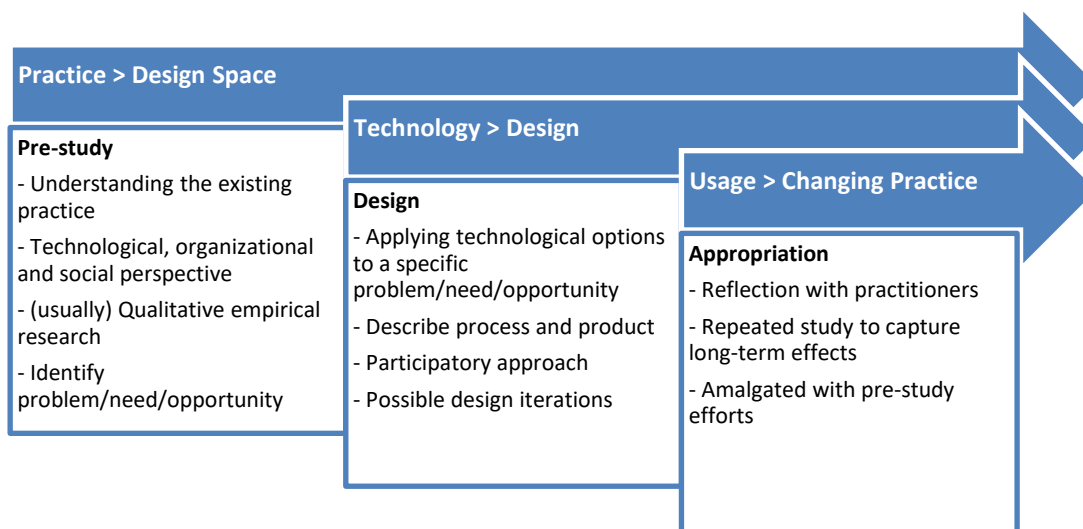 Practice > Design Space
Pre-study
- Understanding the existing
practice
- Technological, organizational
and social perspective
- (usually) Qualitative empirical
research
- Identify
problem/need/opportunity
Technology > Design
Design
- Applying technological options
to a specific
problem/need/opportunity
- Describe process and product
- Participatory approach
- Possible design iterations
Usage > Changing Practice
Appropriation
- Reflection with practitioners
- Repeated study to capture
long-term effects
- Amalgated with pre-study
efforts